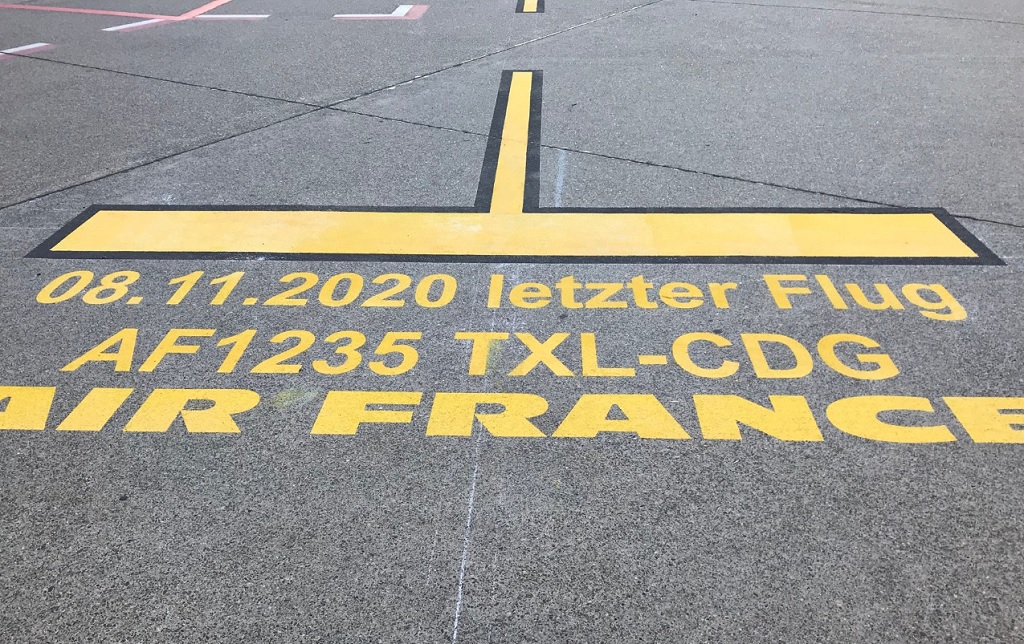 08.11.2020 letzter Flug
AF1235 TXL-CDG
AIR FRANCE